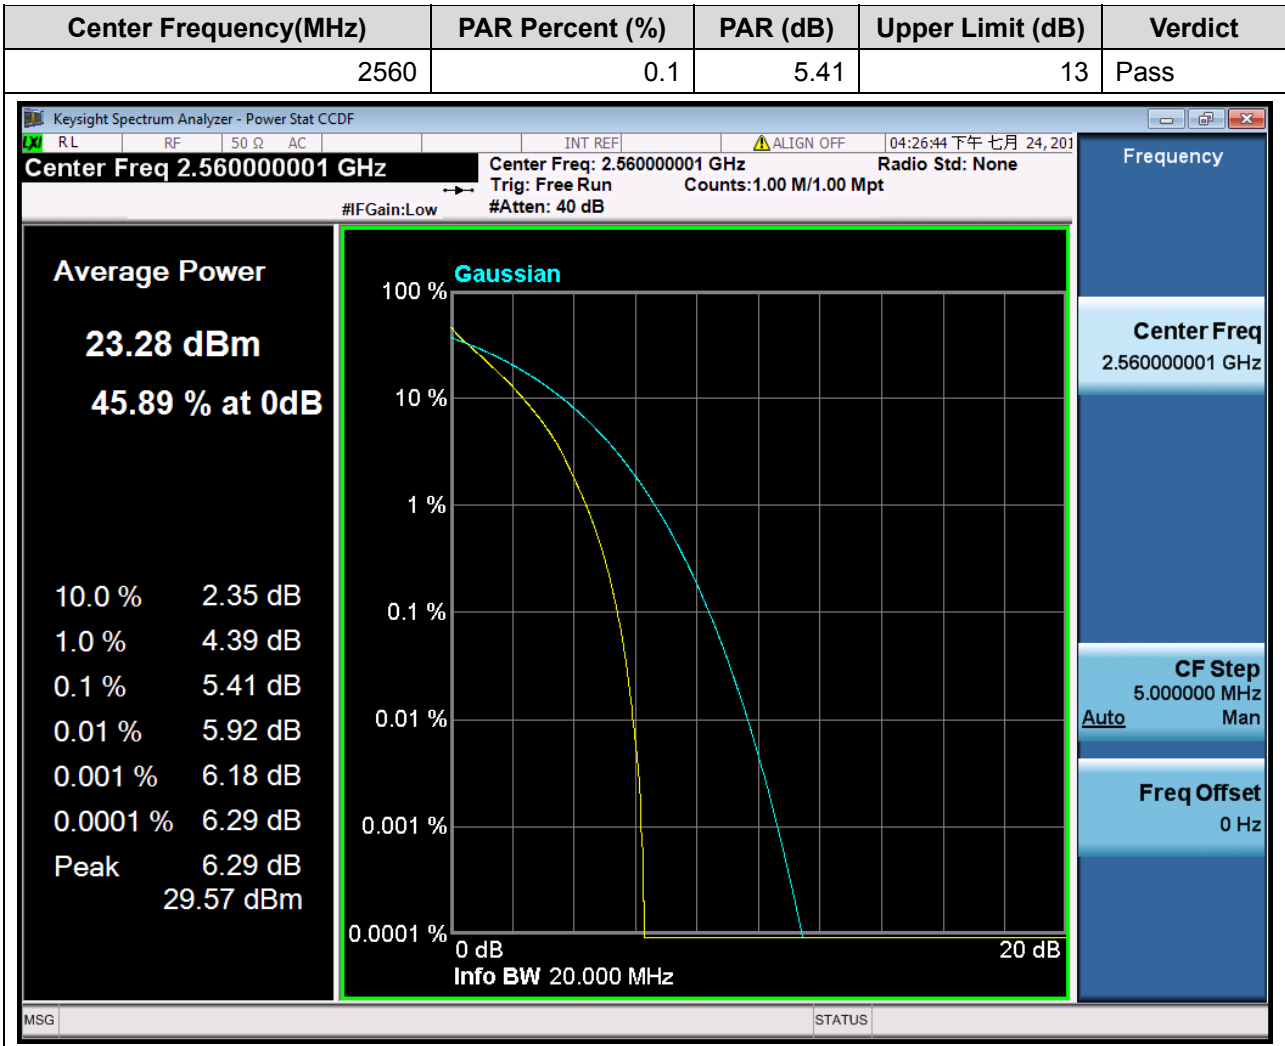 Center Frequency(MHz) PAR Percent (%) PAR (dB) Upper Limit (dB) Verdict
2560 0.1 5.41 13 Pass
Keysight Spectrum Analyzer - Power Stat CCDF
LXI RL RF 50 Ω AC INT REF ALIGN OFF 04:26:44 下午 七月 24, 201
Center Freq 2.560000001 GHz
Center Freq: 2.560000001 GHz Radio Std: None
Trig: Free Run Counts:1.00 M/1.00 Mpt
#IFGain:Low #Atten: 40 dB
Frequency
Average Power
23.28 dBm
45.89 % at 0dB
10.0 % 2.35 dB
1.0 % 4.39 dB
0.1 % 5.41 dB
0.01 % 5.92 dB
0.001 % 6.18 dB
0.0001 % 6.29 dB
Peak 6.29 dB
29.57 dBm
Gaussian
100 %
10 %
1 %
0.1 %
0.01 %
0.001 %
0.0001 %
0 dB 20 dB
Info BW 20.000 MHz
Center Freq
2.560000001 GHz
CF Step
5.000000 MHz
Auto Man
Freq Offset
0 Hz
MSG STATUS